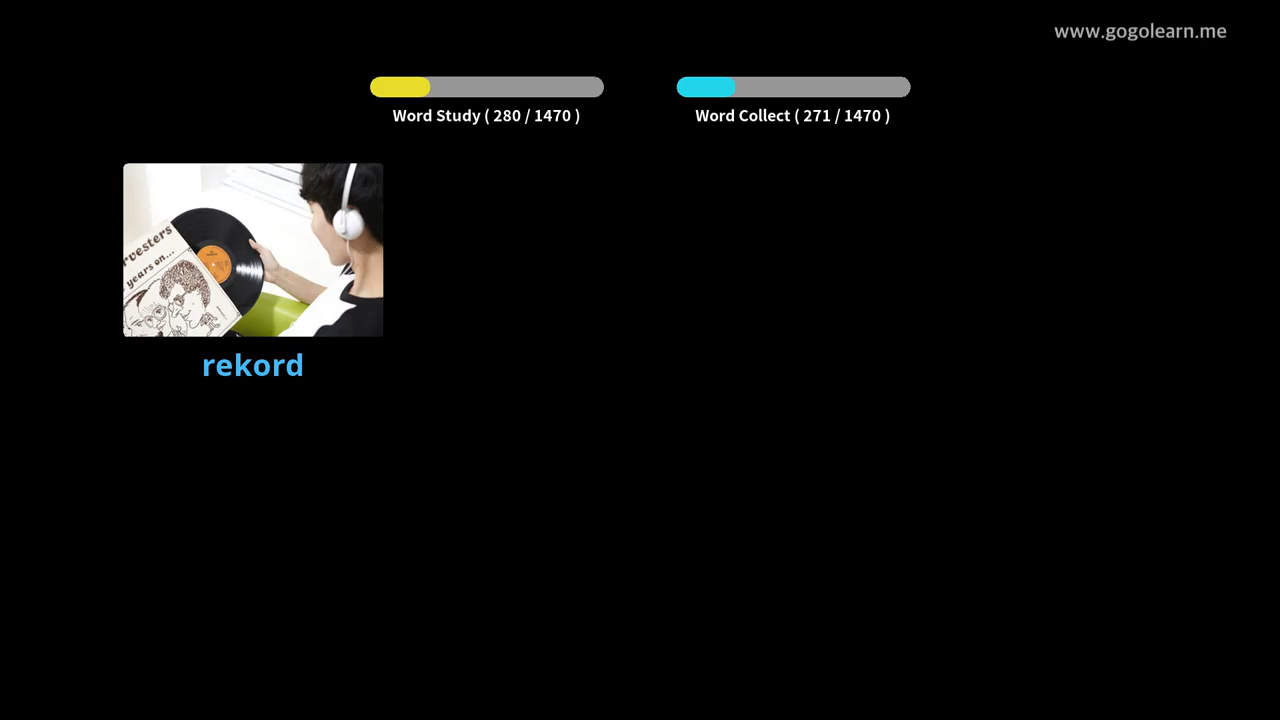 www.gogolearn.me
Word Study ( 280 / 1470 )
Word Collect ( 271 / 1470 )
rvesters
years on...
rekord